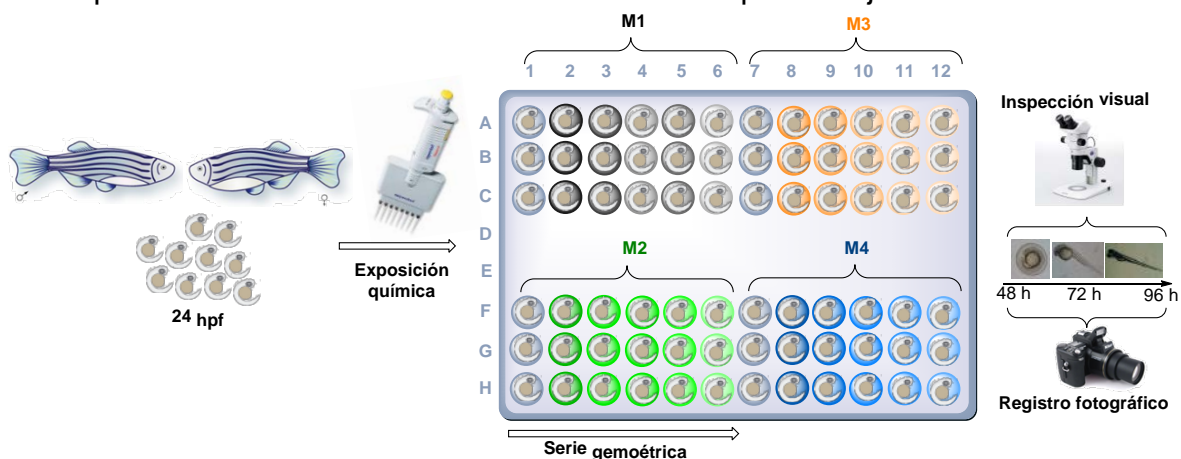 M1
M3
1 2 3 4 5 6 7 8 9 10 11 12
A
B
C
D
E
F
G
H
M2
M4
♂
♀
24 hpf
Exposición
química
Serie gemoétrica
Inspección visual
48 h 72 h 96 h
Registro fotográfico